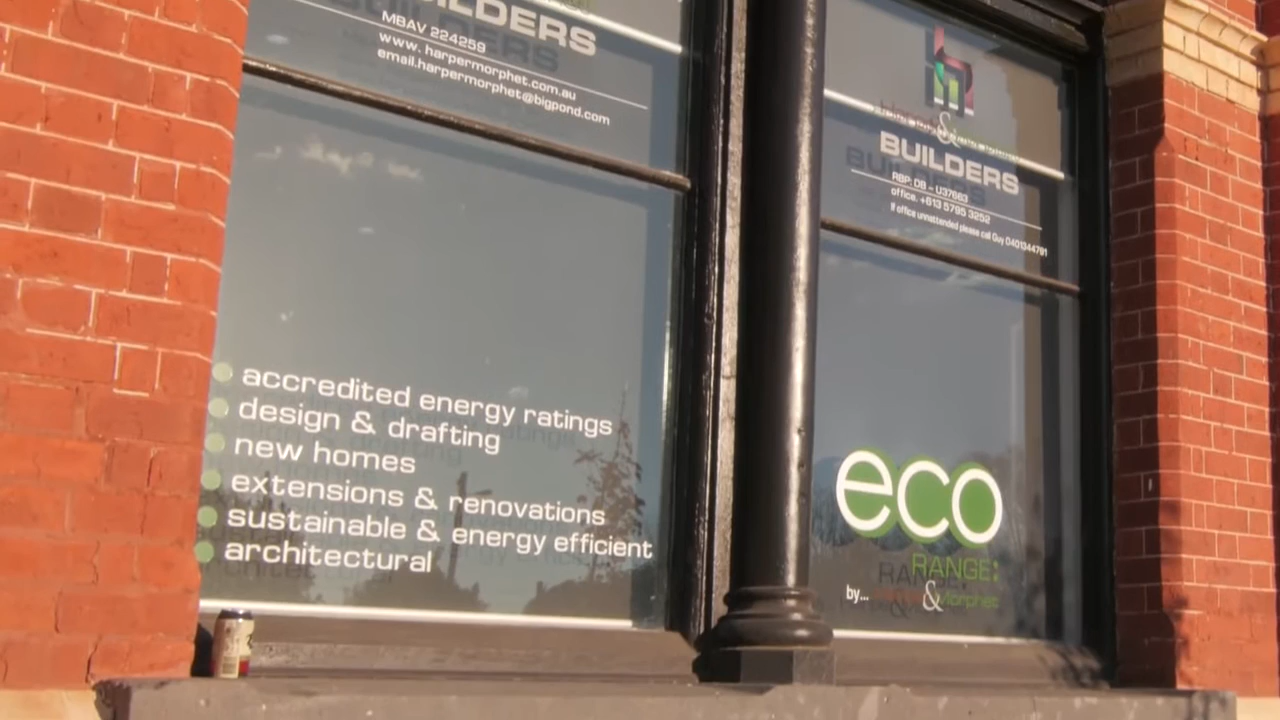 BUILDERS
MBAV 224259
www.harpermorphet.com.au
email.harpermorphet@bigpond.com
accredited energy ratings
design & drafting
new homes
extensions & renovations
sustainable & energy efficient
architectural
&
BUILDERS
RBP: DB - U37663
office. +613 5795 3252
If office unnattended please call Guy 0401344791
eco
RANGE:
by... & Morphet